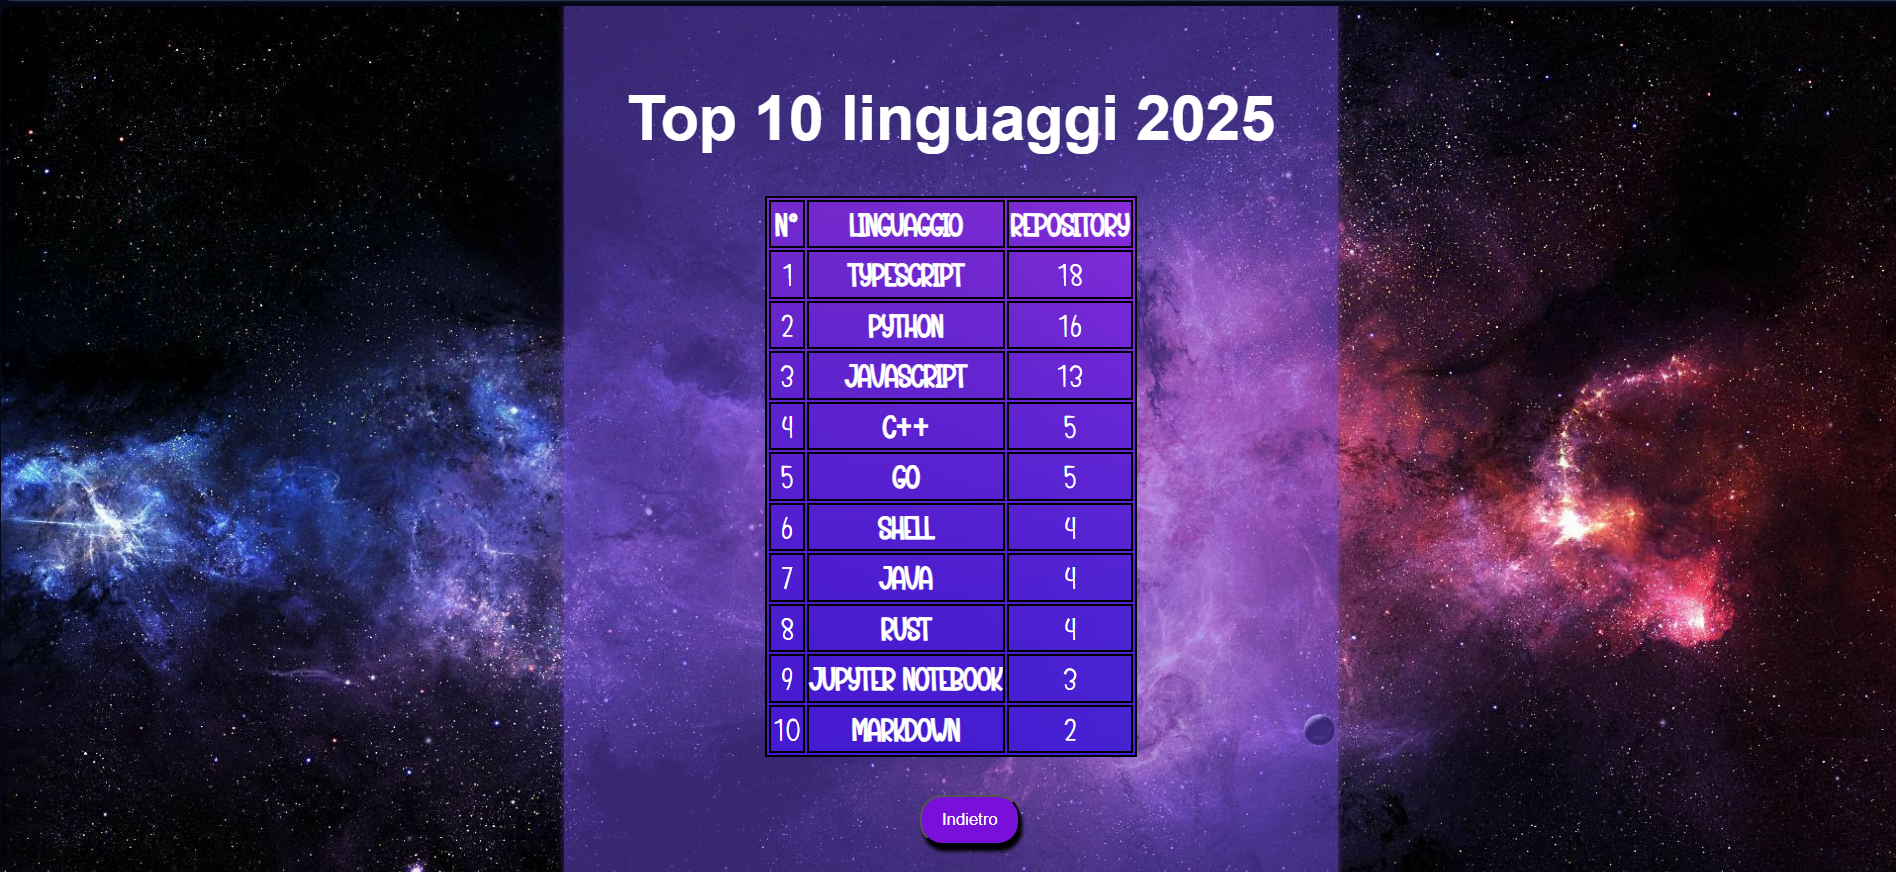 Top 10 linguaggi 2025
N° LINGUAGGIO REPOSITORY
1 TYPESCRIPT 18
2 PYTHON 16
3 JAVASCRIPT 13
4 C++ 5
5 GO 5
6 SHELL 4
7 JAVA 4
8 RUST 4
9 JUPYTER NOTEBOOK 3
10 MARKDOWN 2
Indietro